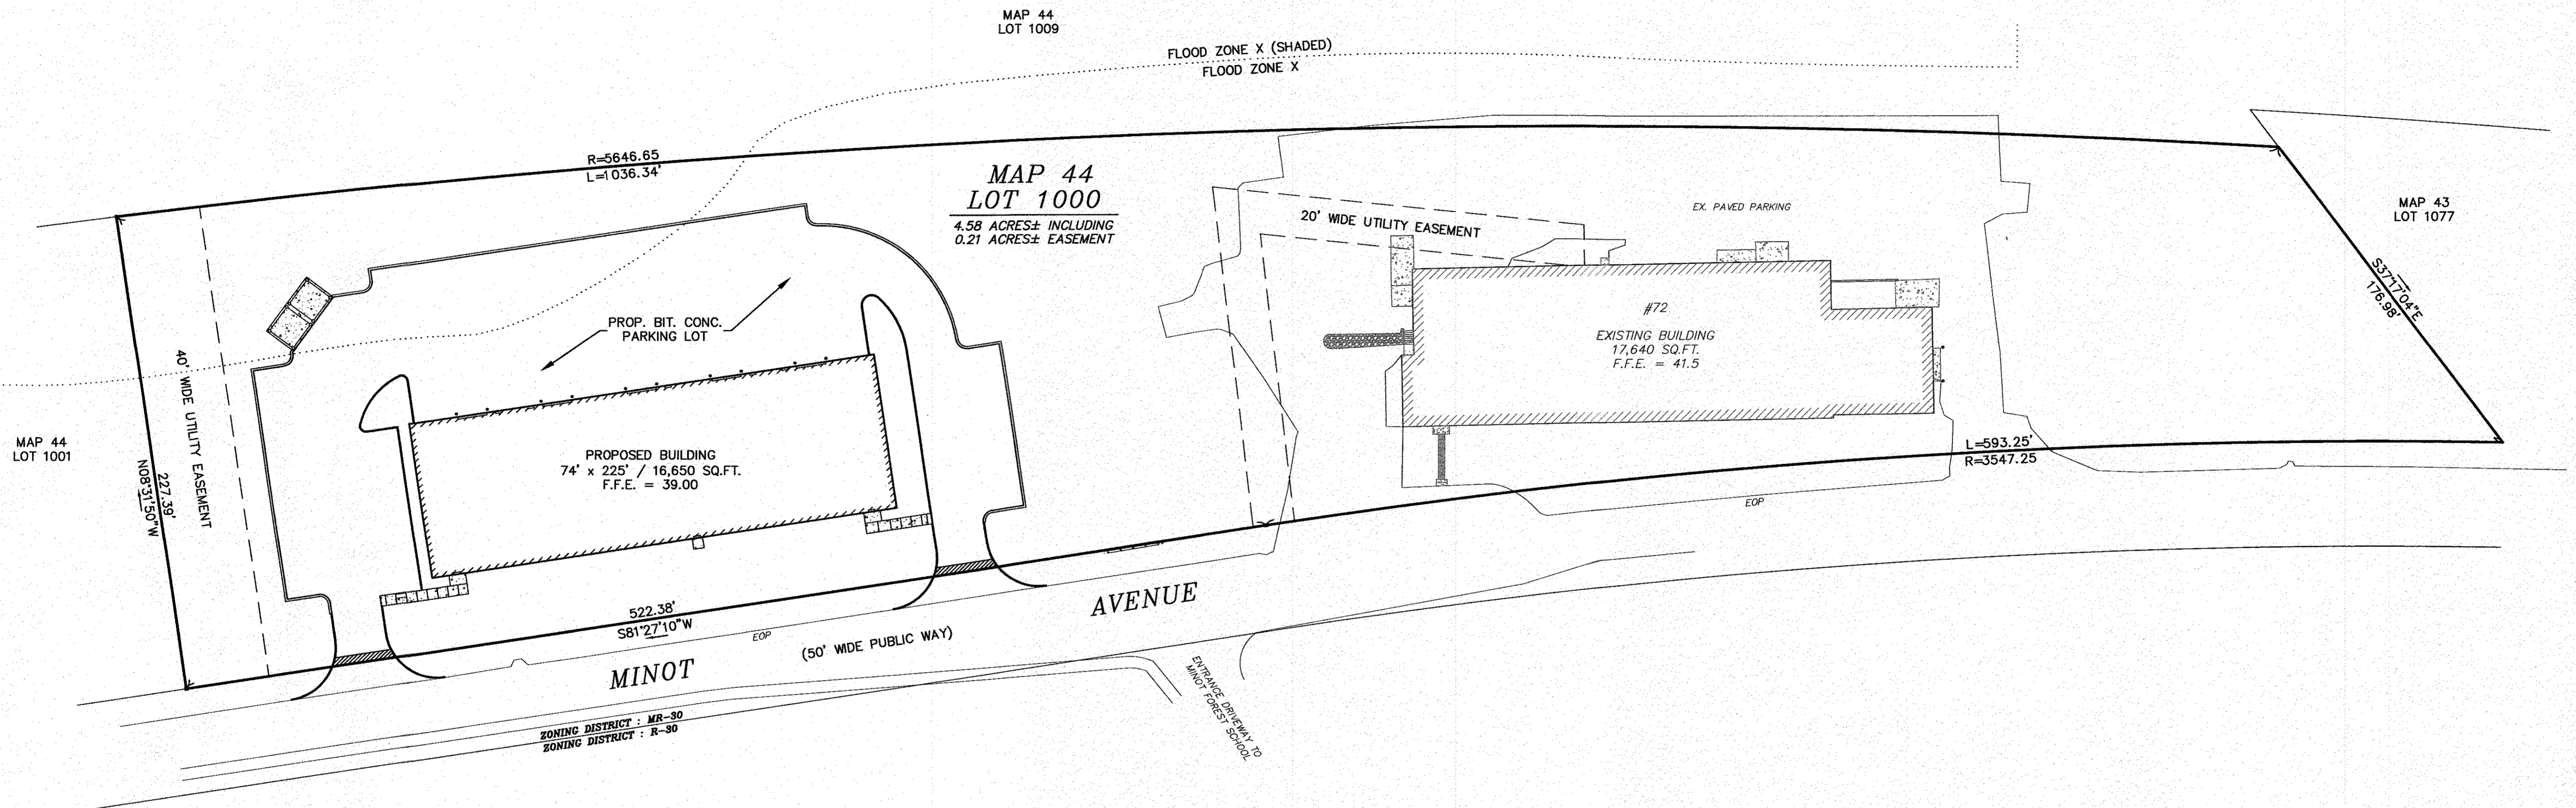 MAP 44
LOT 1009
FLOOD ZONE X (SHADED)
FLOOD ZONE X
R=5646.65
L=1036.34'
MAP 44
LOT 1000
4.58 ACRES± INCLUDING
0.21 ACRES± EASEMENT
20' WIDE UTILITY EASEMENT
EX. PAVED PARKING
MAP 43
LOT 1077
S37°17'04"E
176.98'
#72
EXISTING BUILDING
17,640 SQ.FT.
F.F.E. = 41.5
PROP. BIT. CONC.
PARKING LOT
40' WIDE UTILITY EASEMENT
MAP 44
LOT 1001
227.39'
N08°31'50"W
PROPOSED BUILDING
74' x 225' / 16,650 SQ.FT.
F.F.E. = 39.00
L=593.25'
R=3547.25
EOP
522.38'
S81°27'10"W
EOP
MINOT AVENUE
(50' WIDE PUBLIC WAY)
ENTRANCE DRIVEWAY TO
MINOT FOREST SCHOOL
ZONING DISTRICT : MR-30
ZONING DISTRICT : R-30